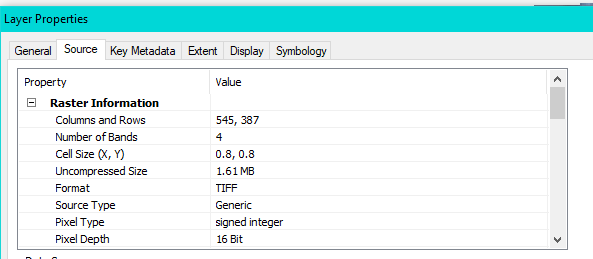 Layer Properties
General Source Key Metadata Extent Display Symbology
Property Value
Raster Information
Columns and Rows 545, 387
Number of Bands 4
Cell Size (X, Y) 0.8, 0.8
Uncompressed Size 1.61 MB
Format TIFF
Source Type Generic
Pixel Type signed integer
Pixel Depth 16 Bit